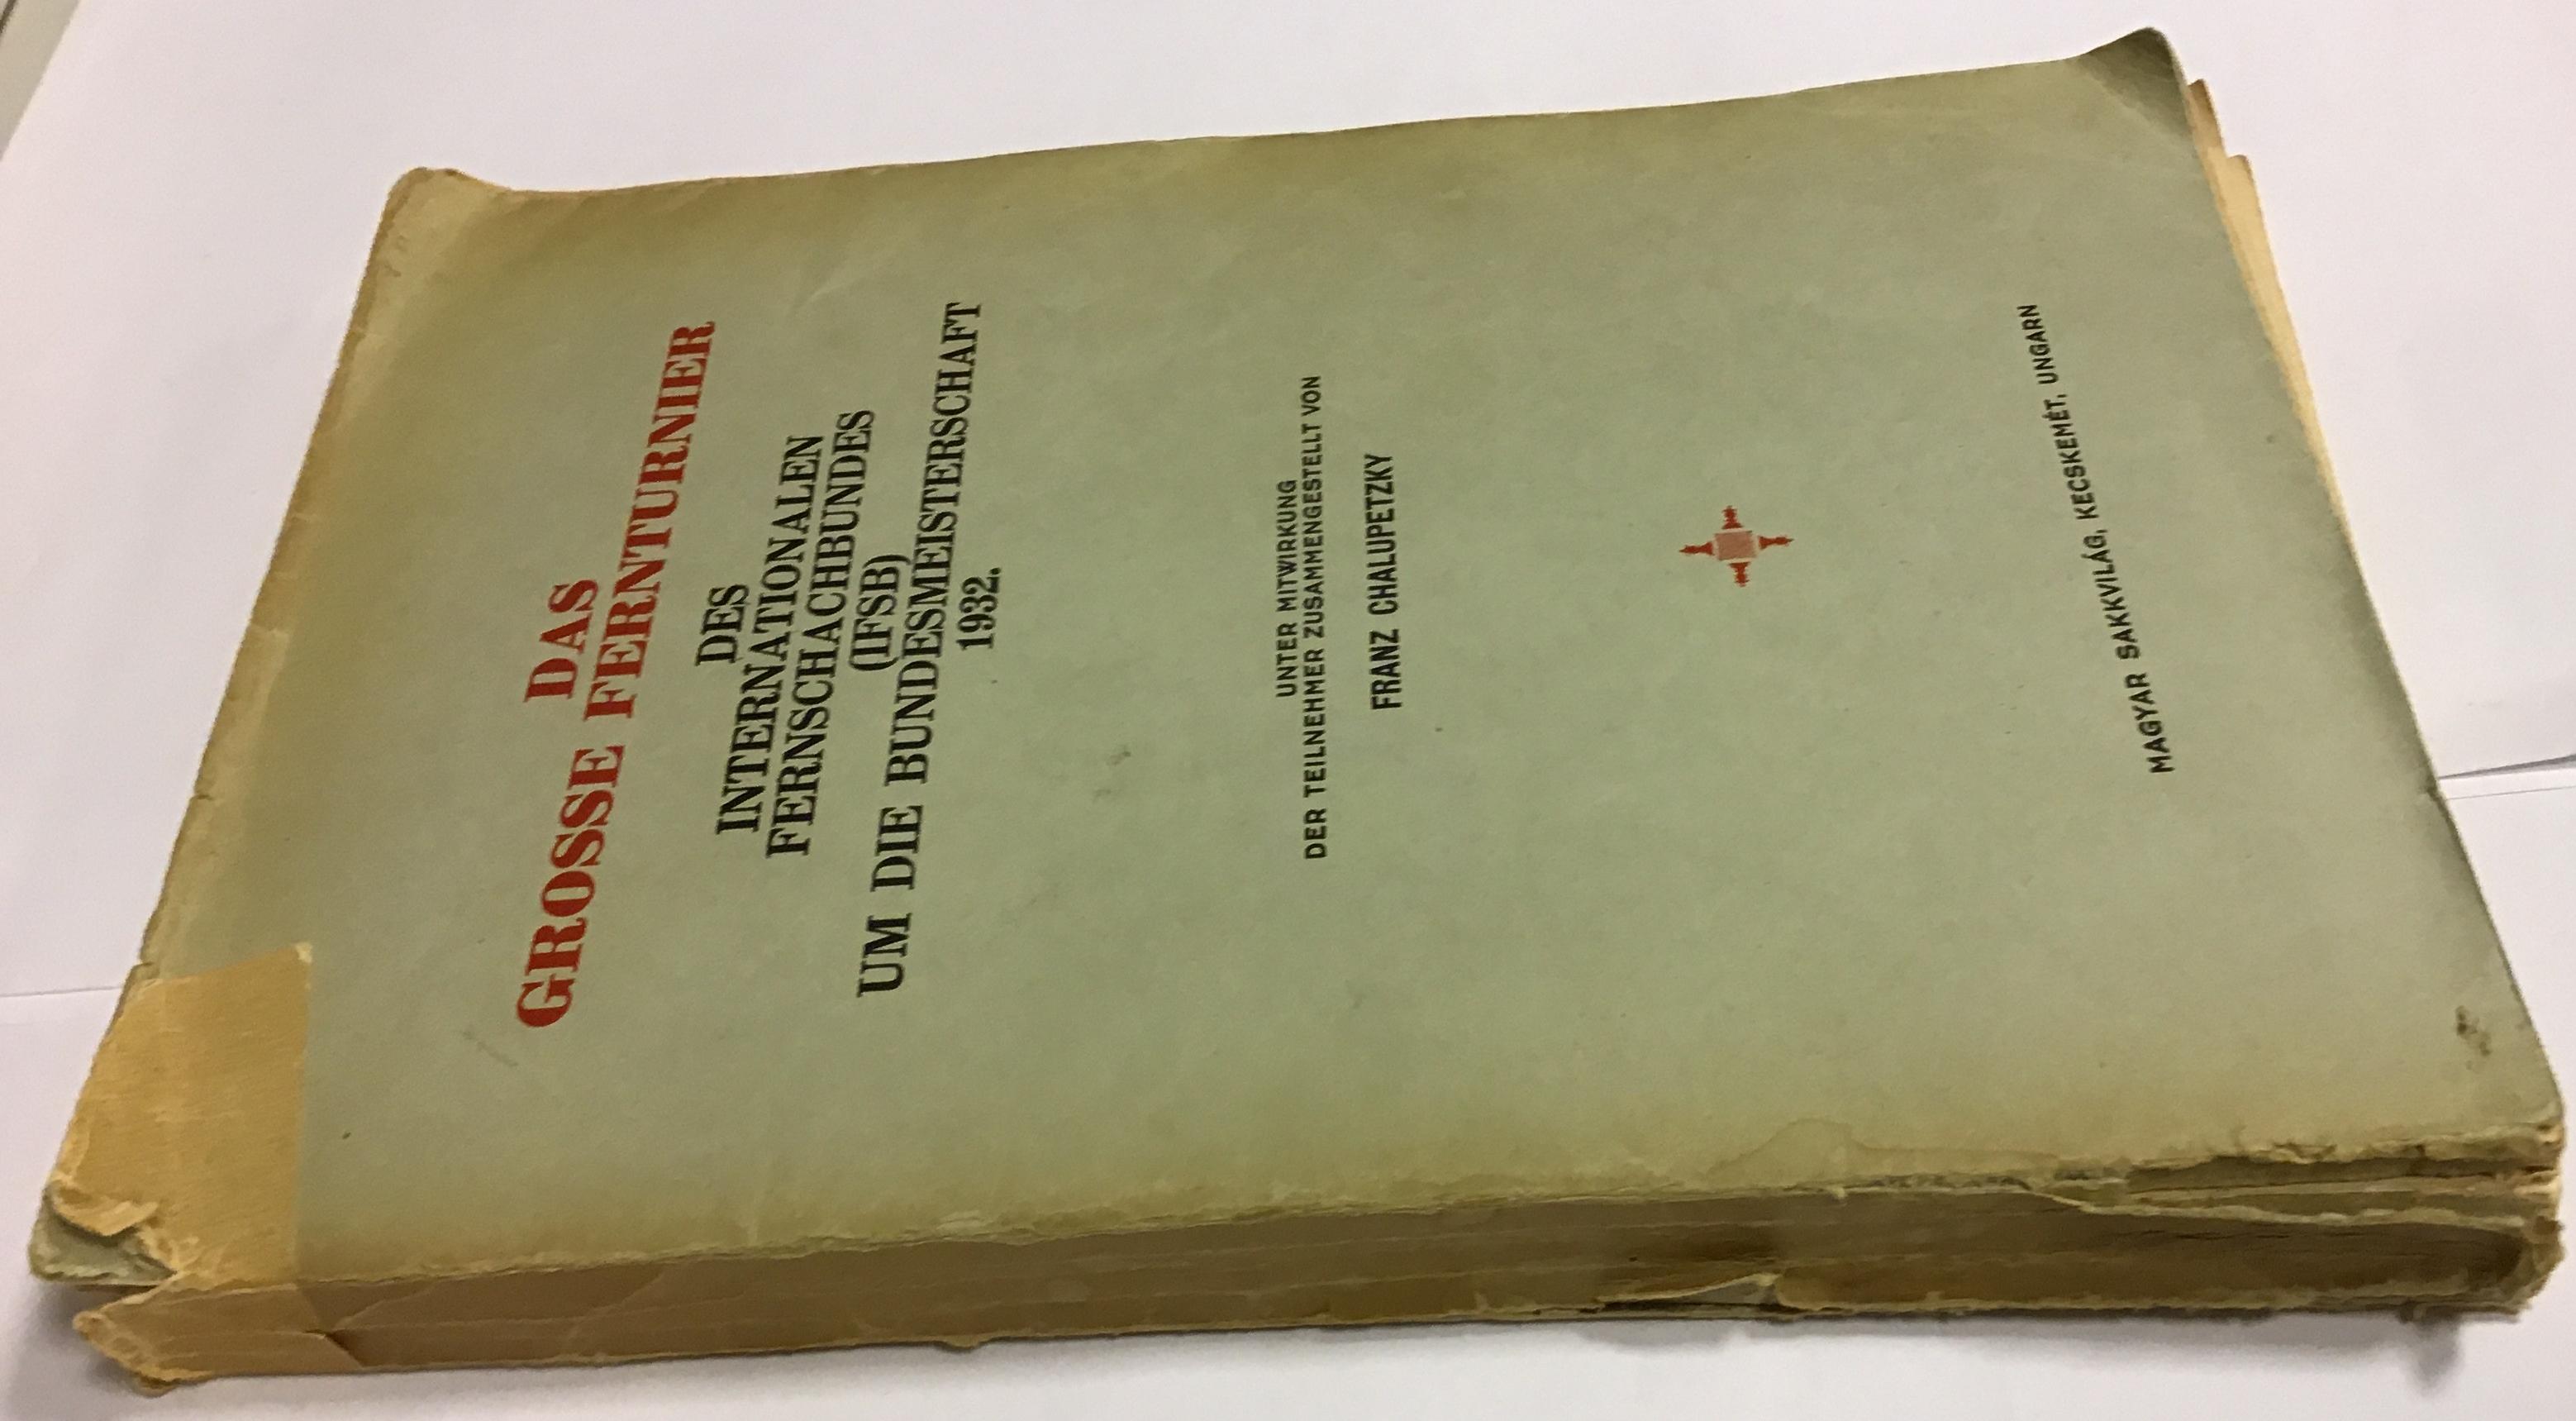 DAS
GROSSE FERNTURNIER
DES
INTERNATIONALEN
FERNSCHACHBUNDES
(IFSB)
UM DIE BUNDESMEISTERSCHAFT
1932.
UNTER MITWIRKUNG
DER TEILNEHMER ZUSAMMENGESTELLT VON
FRANZ CHALUPETZKY
MAGYAR SAKKVILÁG, KECSKEMÉT, UNGARN